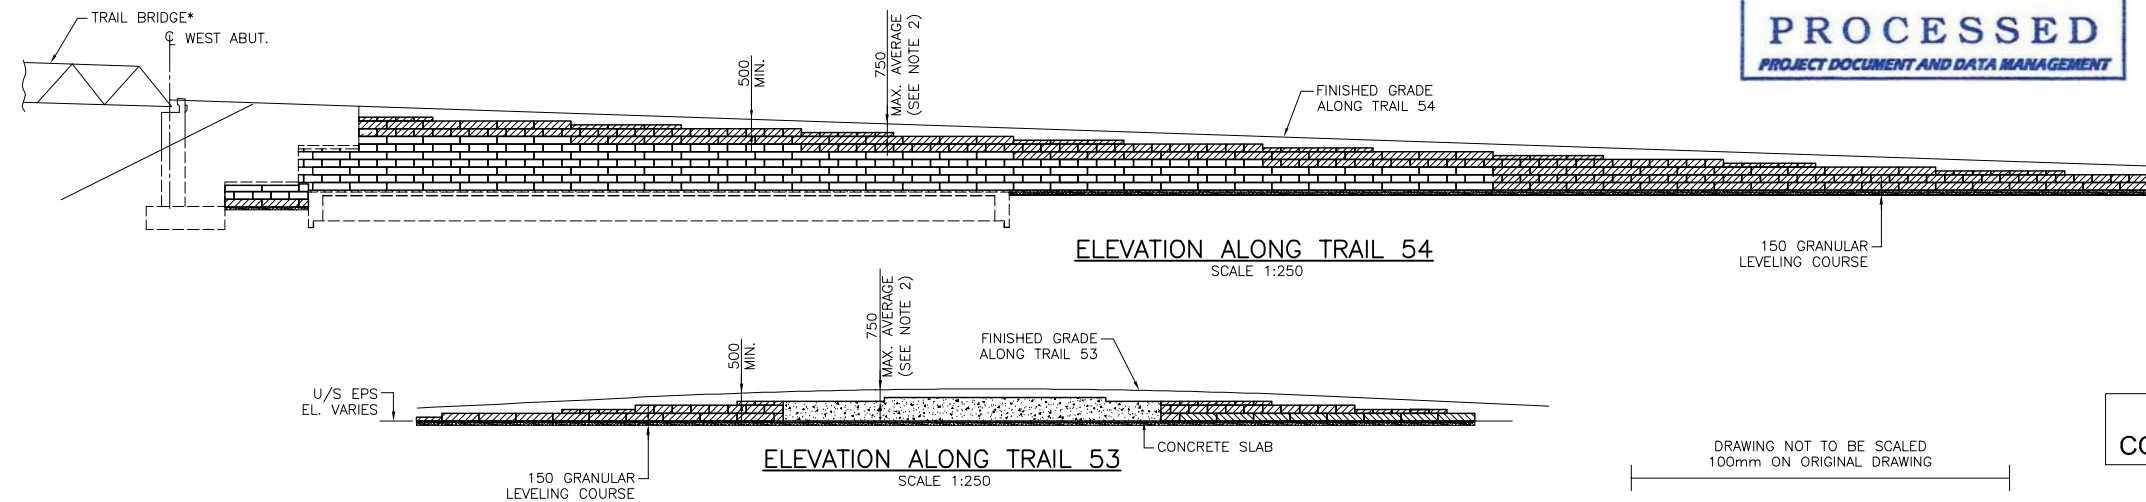 TRAIL BRIDGE*
℄ WEST ABUT.
500
MIN.
750
MAX. AVERAGE
(SEE NOTE 2)
FINISHED GRADE
ALONG TRAIL 54
PROCESSED
PROJECT DOCUMENT AND DATA MANAGEMENT
ELEVATION ALONG TRAIL 54
SCALE 1:250
150 GRANULAR
LEVELING COURSE
U/S EPS
EL. VARIES
500
MIN.
750
MAX. AVERAGE
(SEE NOTE 2)
FINISHED GRADE
ALONG TRAIL 53
CONCRETE SLAB
ELEVATION ALONG TRAIL 53
SCALE 1:250
150 GRANULAR
LEVELING COURSE
DRAWING NOT TO BE SCALED
100mm ON ORIGINAL DRAWING